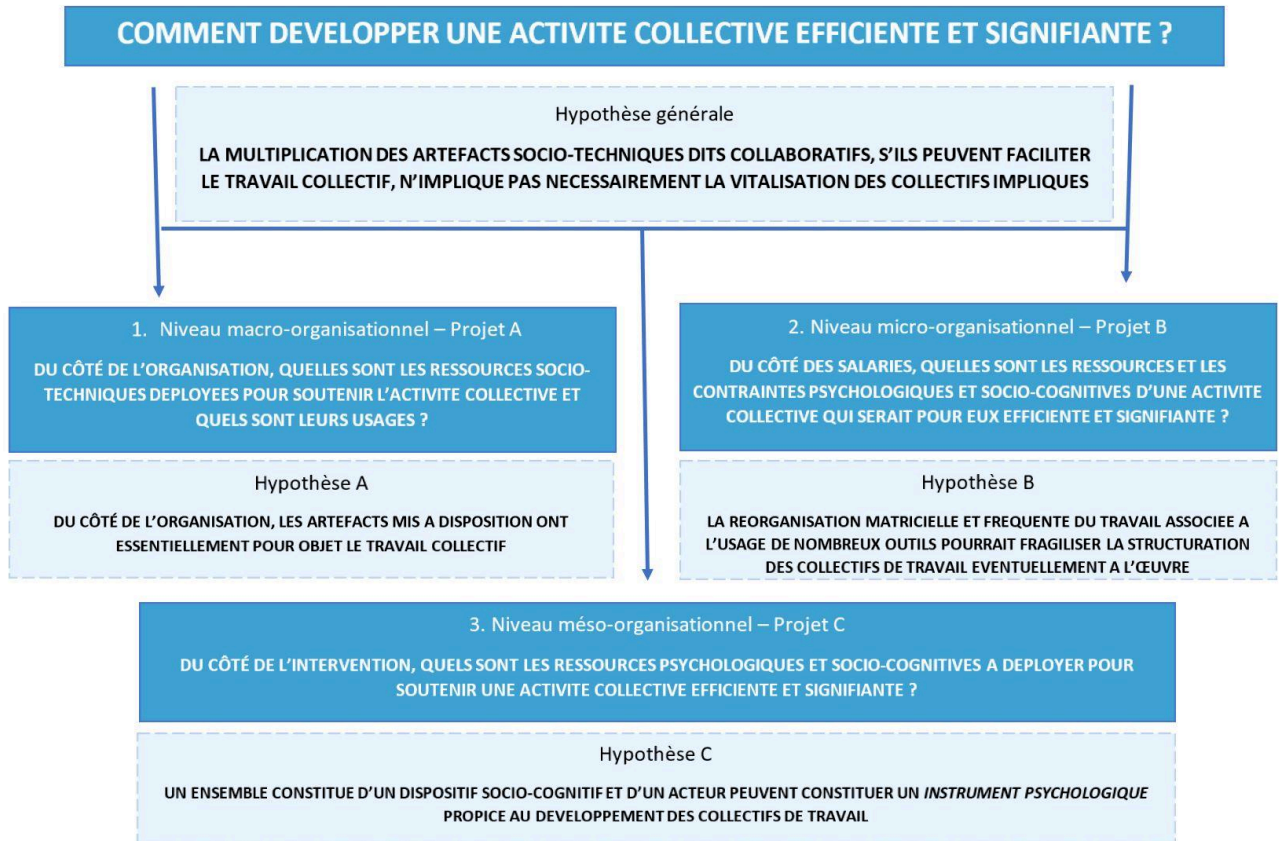 COMMENT DEVELOPPER UNE ACTIVITE COLLECTIVE EFFICIENTE ET SIGNIFIANTE ?
Hypothèse générale
LA MULTIPLICATION DES ARTEFACTS SOCIO-TECHNIQUES DITS COLLABORATIFS, S'ILS PEUVENT FACILITER
LE TRAVAIL COLLECTIF, N'IMPLIQUE PAS NECESSAIREMENT LA VITALISATION DES COLLECTIFS IMPLIQUES
1. Niveau macro-organisationnel – Projet A
DU CÔTÉ DE L'ORGANISATION, QUELLES SONT LES RESSOURCES SOCIO-
TECHNIQUES DEPLOYEES POUR SOUTENIR L'ACTIVITE COLLECTIVE ET
QUELS SONT LEURS USAGES ?
Hypothèse A
DU CÔTÉ DE L'ORGANISATION, LES ARTEFACTS MIS A DISPOSITION ONT
ESSENTIELLEMENT POUR OBJET LE TRAVAIL COLLECTIF
2. Niveau micro-organisationnel – Projet B
DU CÔTÉ DES SALARIES, QUELLES SONT LES RESSOURCES ET LES
CONTRAINTES PSYCHOLOGIQUES ET SOCIO-COGNITIVES D'UNE ACTIVITE
COLLECTIVE QUI SERAIT POUR EUX EFFICIENTE ET SIGNIFIANTE ?
Hypothèse B
LA REORGANISATION MATRICIELLE ET FREQUENTE DU TRAVAIL ASSOCIEE A
L'USAGE DE NOMBREUX OUTILS POURRAIT FRAGILISER LA STRUCTURATION
DES COLLECTIFS DE TRAVAIL EVENTUELLEMENT A L'ŒUVRE
3. Niveau méso-organisationnel – Projet C
DU CÔTÉ DE L'INTERVENTION, QUELS SONT LES RESSOURCES PSYCHOLOGIQUES ET SOCIO-COGNITIVES A DEPLOYER POUR
SOUTENIR UNE ACTIVITE COLLECTIVE EFFICIENTE ET SIGNIFIANTE ?
Hypothèse C
UN ENSEMBLE CONSTITUE D'UN DISPOSITIF SOCIO-COGNITIF ET D'UN ACTEUR PEUVENT CONSTITUER UN INSTRUMENT PSYCHOLOGIQUE
PROPICE AU DEVELOPPEMENT DES COLLECTIFS DE TRAVAIL